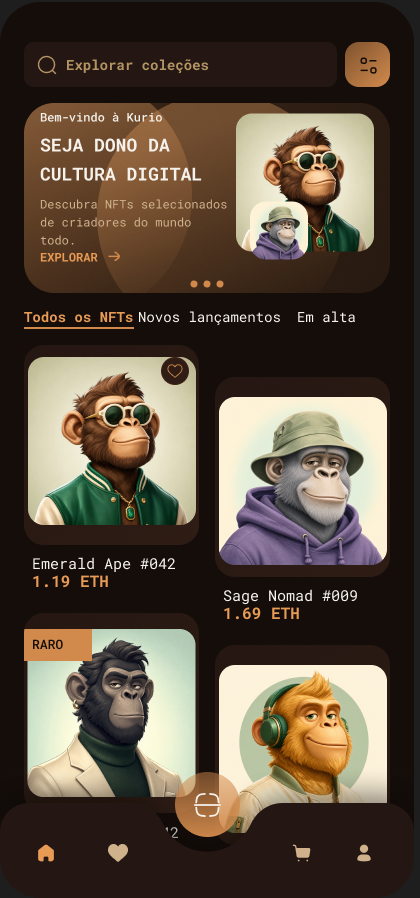 Explorar coleções
Bem-vindo à Kurio
SEJA DONO DA
CULTURA DIGITAL
Descubra NFTs selecionados
de criadores do mundo
todo.
EXPLORAR
Todos os NFTs Novos lançamentos Em alta
Emerald Ape #042
1.19 ETH
Sage Nomad #009
1.69 ETH
RARO